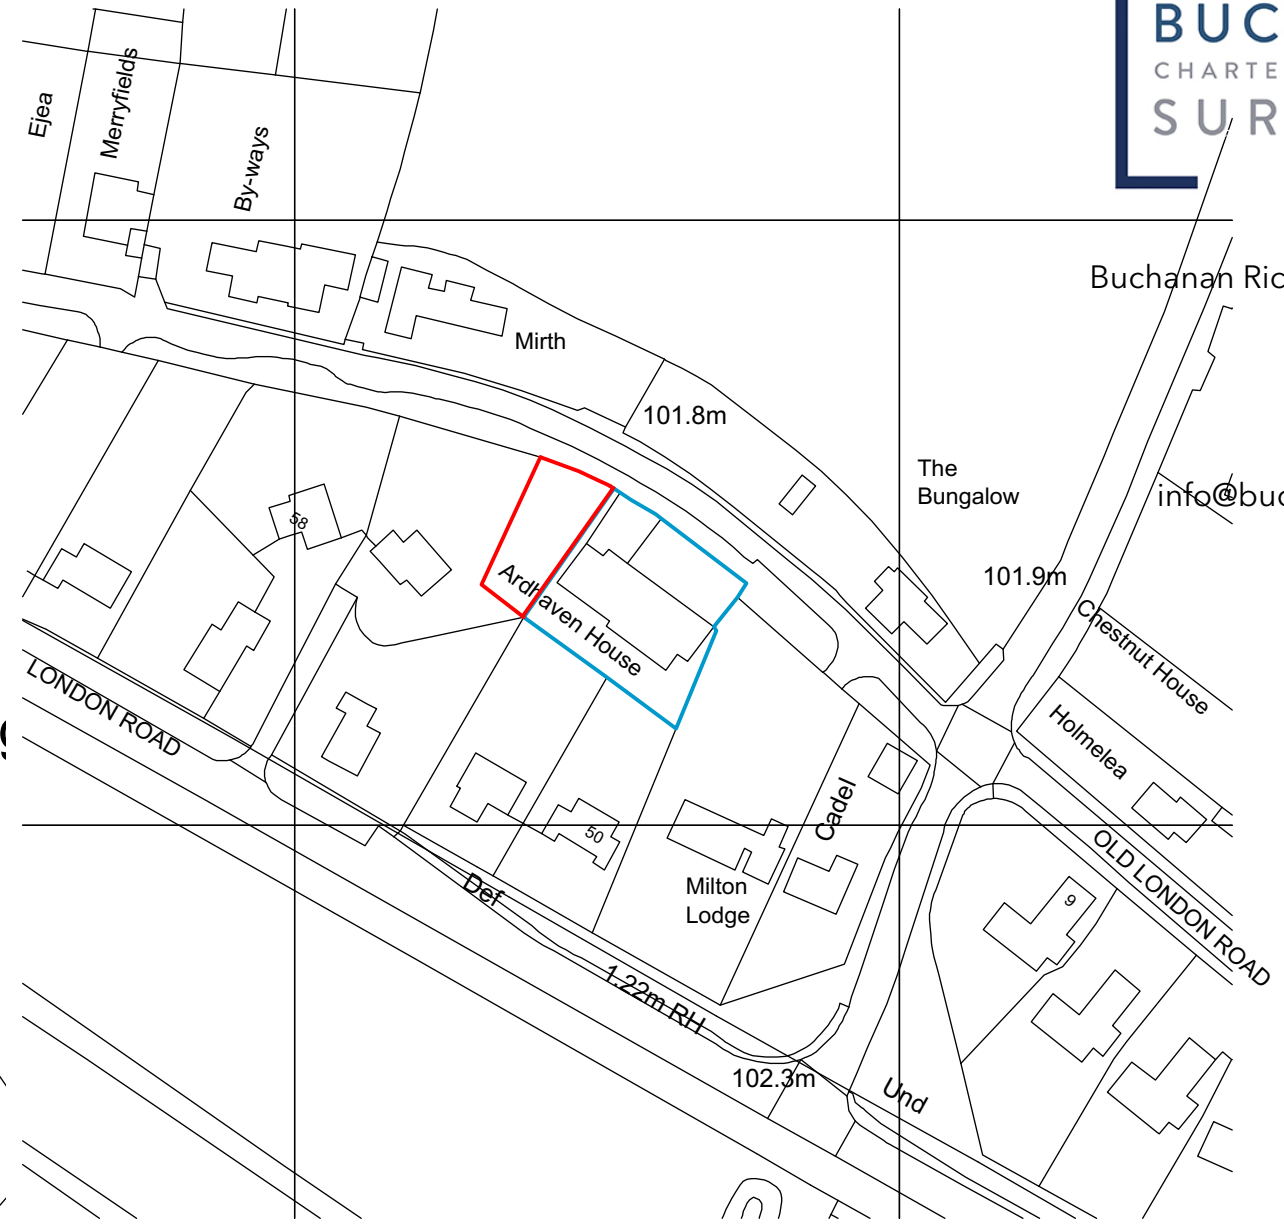 BUC
CHARTE
SUR
Ejea
Merryfields
By-ways
Buchanan Ric
Mirth
101.8m
The
Bungalow
info@buc
58
101.9m
Ardhaven House
Chestnut House
LONDON ROAD
Holmelea
Cadel
50
OLD LONDON ROAD
Milton
Lodge
Def
9
1.22m RH
102.3m
Und